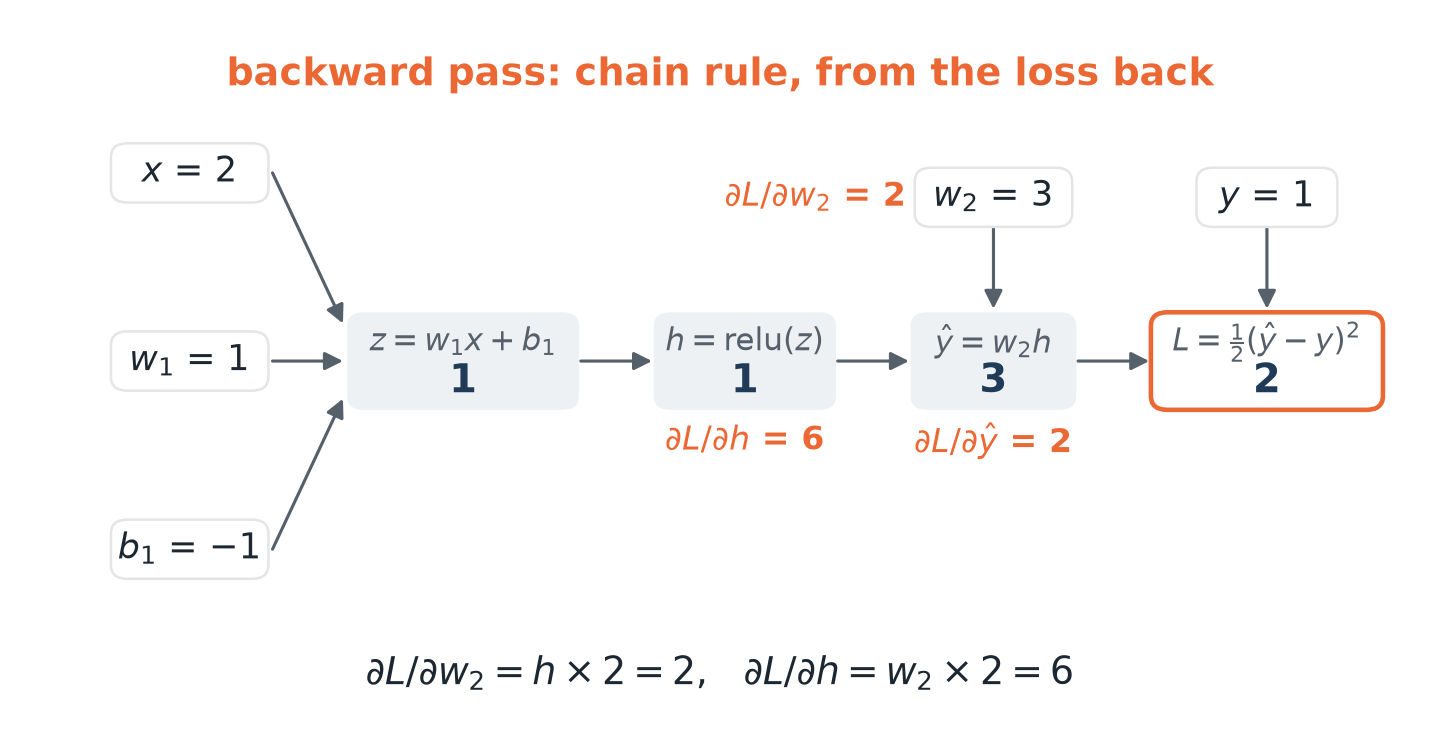 backward pass: chain rule, from the loss back
x = 2
∂L/∂w₂ = 2
w₂ = 3
y = 1
w₁ = 1
z = w₁x + b₁
1
h = relu(z)
1
ŷ = w₂h
3
L = ½(ŷ − y)²
2
∂L/∂h = 6
∂L/∂ŷ = 2
b₁ = −1
∂L/∂w₂ = h × 2 = 2, ∂L/∂h = w₂ × 2 = 6